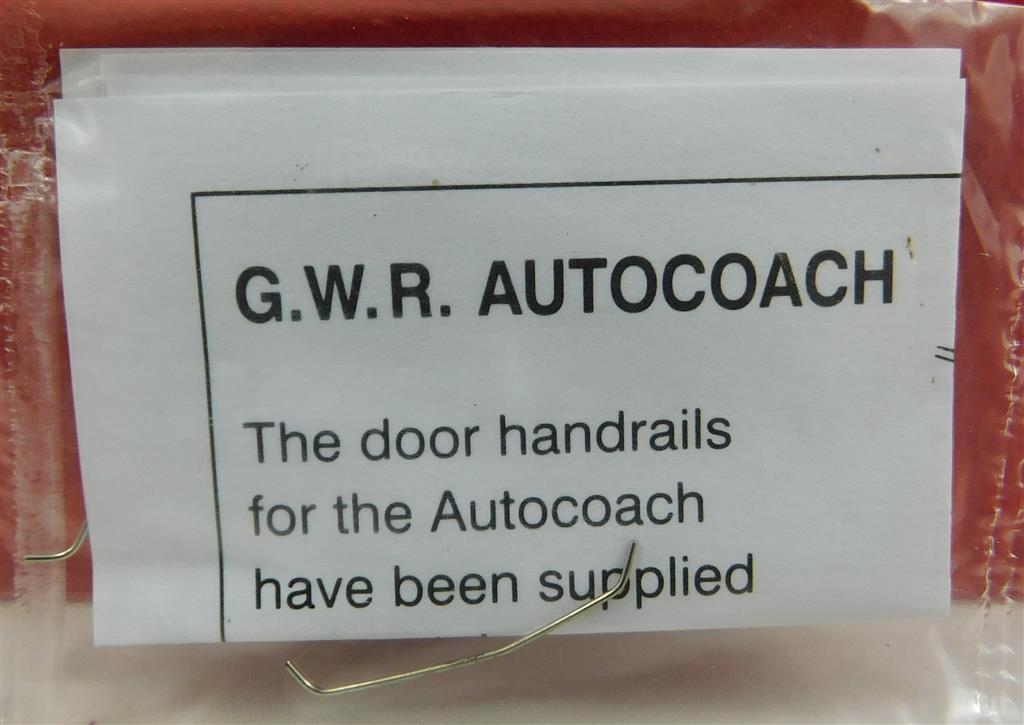 G.W.R. AUTOCOACH
The door handrails
for the Autocoach
have been supplied